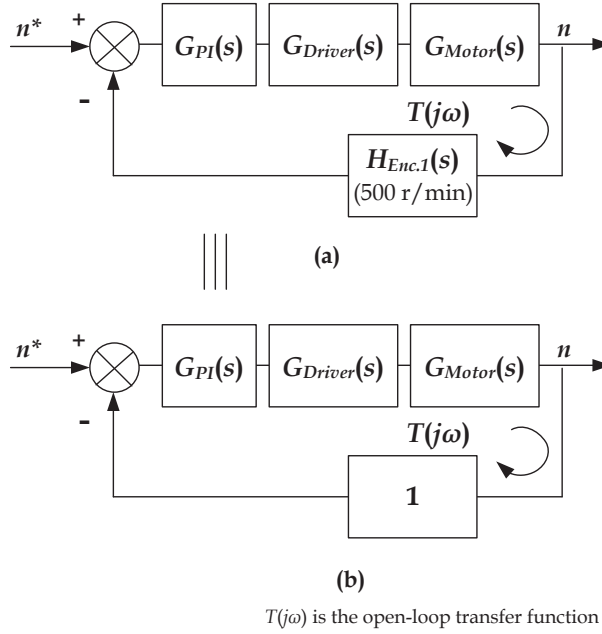 n*
+
-
G_PI(s)
G_Driver(s)
G_Motor(s)
n
T(jω)
H_Enc.1(s)
(500 r/min)
(a)
n*
+
-
G_PI(s)
G_Driver(s)
G_Motor(s)
n
T(jω)
1
(b)
T(jω) is the open-loop transfer function